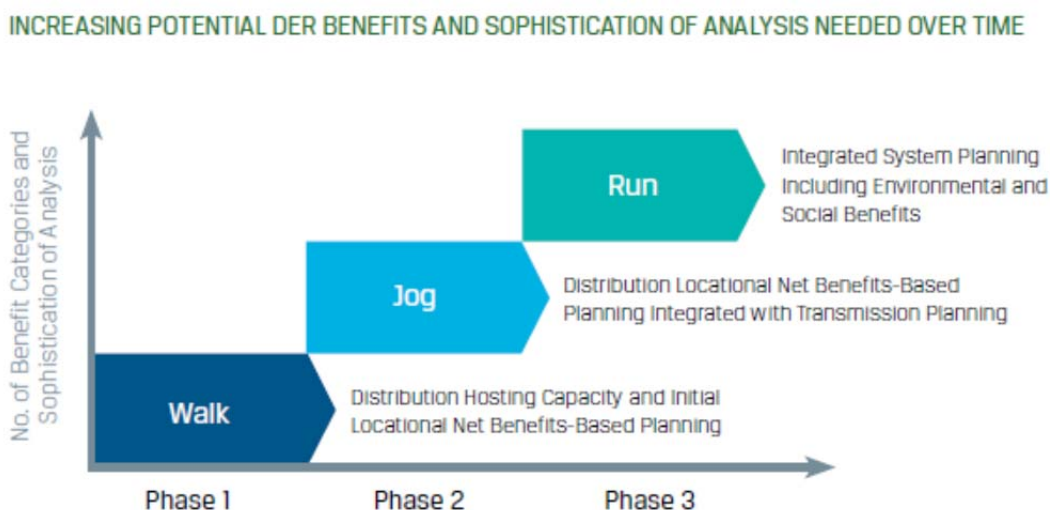 INCREASING POTENTIAL DER BENEFITS AND SOPHISTICATION OF ANALYSIS NEEDED OVER TIME
No. of Benefit Categories and
Sophistication of Analysis
Run
Integrated System Planning
Including Environmental and
Social Benefits
Jog
Distribution Locational Net Benefits-Based
Planning Integrated with Transmission Planning
Walk
Distribution Hosting Capacity and Initial
Locational Net Benefits-Based Planning
Phase 1
Phase 2
Phase 3